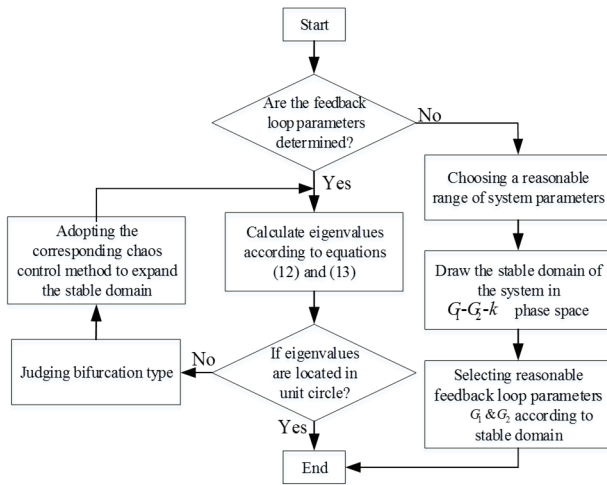 Start
Are the feedback
loop parameters
determined?
No
Yes
Choosing a reasonable
range of system parameters
Adopting the
corresponding chaos
control method to expand
the stable domain
Calculate eigenvalues
according to equations
(12) and (13)
Draw the stable domain of
the system in
G₁-G₂-k phase space
Judging bifurcation type
No
If eigenvalues
are located in
unit circle?
Yes
Selecting reasonable
feedback loop parameters
G₁ &G₂ according to
stable domain
End